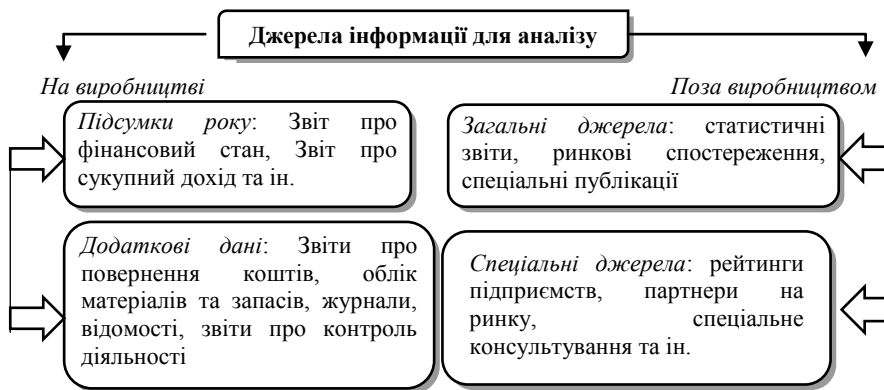 Джерела інформації для аналізу
На виробництві
Поза виробництвом
Підсумки року: Звіт про
фінансовий стан, Звіт про
сукупний дохід та ін.
Загальні джерела: статистичні
звіти, ринкові спостереження,
спеціальні публікації
Додаткові дані: Звіти про
повернення коштів, облік
матеріалів та запасів, журнали,
відомості, звіти про контроль
діяльності
Спеціальні джерела: рейтинги
підприємств, партнери на
ринку, спеціальне
консультування та ін.